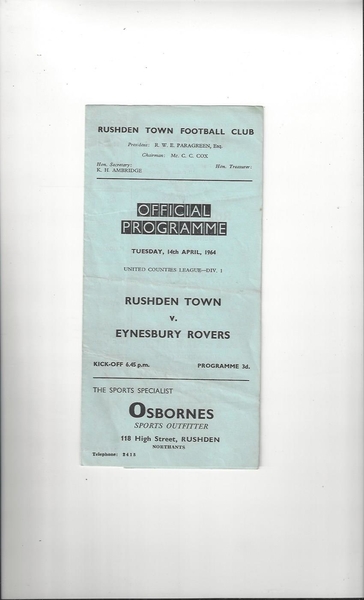 RUSHDEN TOWN FOOTBALL CLUB
President: R. W. E. PARAGREEN, Esq.
Chairman: Mr. C. C. COX
Hon. Secretary: Hon. Treasurer:
K. H. AMBRIDGE
OFFICIAL
PROGRAMME
TUESDAY, 14th APRIL, 1964
UNITED COUNTIES LEAGUE—DIV. 1
RUSHDEN TOWN
v.
EYNESBURY ROVERS
KICK-OFF 6.45 p.m. PROGRAMME 3d.
THE SPORTS SPECIALIST
OSBORNES
SPORTS OUTFITTER
118 High Street, RUSHDEN
NORTHANTS
Telephone: 2415